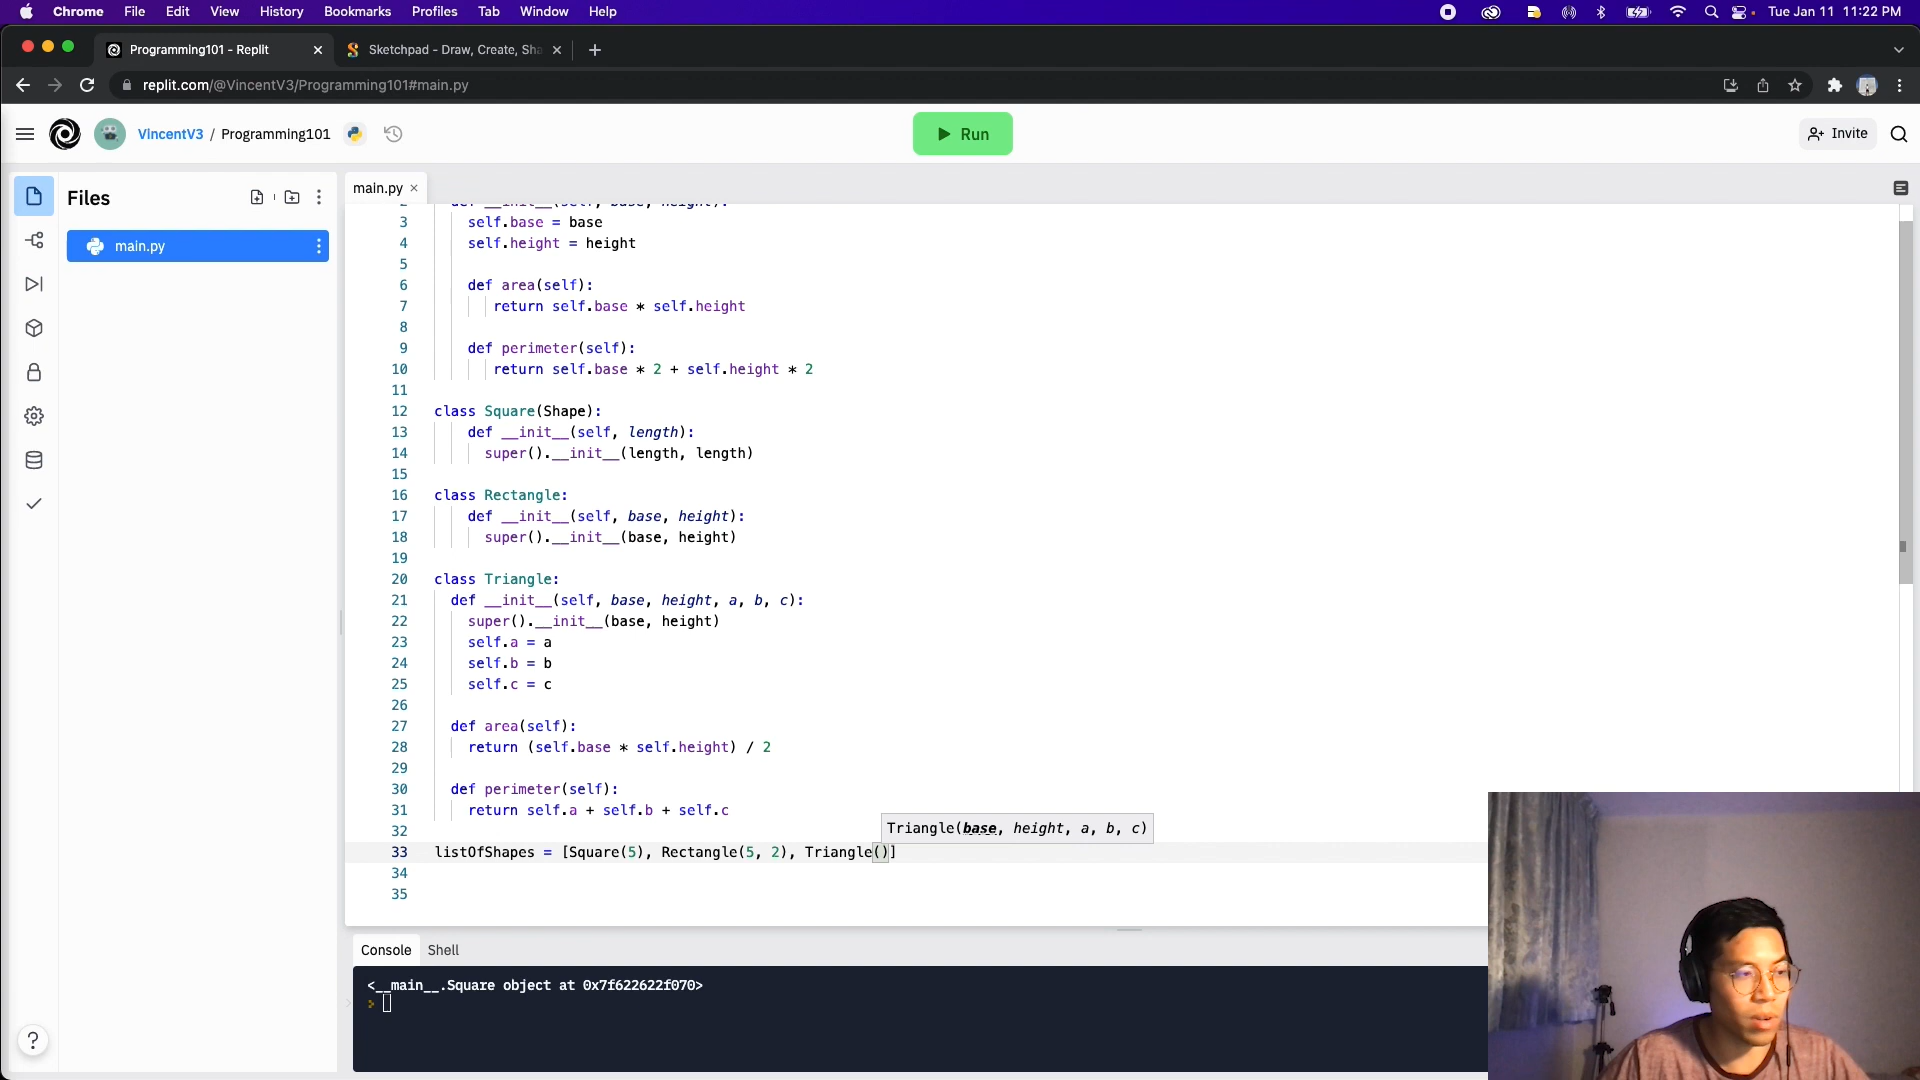 Chrome File Edit View History Bookmarks Profiles Tab Window Help Tue Jan 11 11:22 PM
Programming101 - Replit Sketchpad - Draw, Create, Sha
replit.com/@VincentV3/Programming101#main.py
VincentV3 / Programming101 Run Invite
Files main.py
main.py
2 def __init__(self, base, height):
3 self.base = base
4 self.height = height
5
6 def area(self):
7 return self.base * self.height
8
9 def perimeter(self):
10 return self.base * 2 + self.height * 2
11
12 class Square(Shape):
13 def __init__(self, length):
14 super().__init__(length, length)
15
16 class Rectangle:
17 def __init__(self, base, height):
18 super().__init__(base, height)
19
20 class Triangle:
21 def __init__(self, base, height, a, b, c):
22 super().__init__(base, height)
23 self.a = a
24 self.b = b
25 self.c = c
26
27 def area(self):
28 return (self.base * self.height) / 2
29
30 def perimeter(self):
31 return self.a + self.b + self.c
32
Triangle(base, height, a, b, c)
33 listOfShapes = [Square(5), Rectangle(5, 2), Triangle()]
34
35
Console Shell
<__main__.Square object at 0x7f622622f070>
?